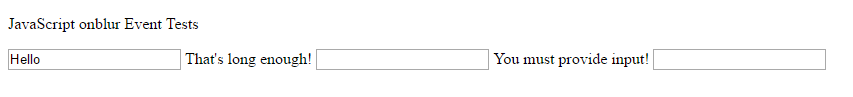 JavaScript onblur Event Tests
Hello That's long enough! You must provide input!